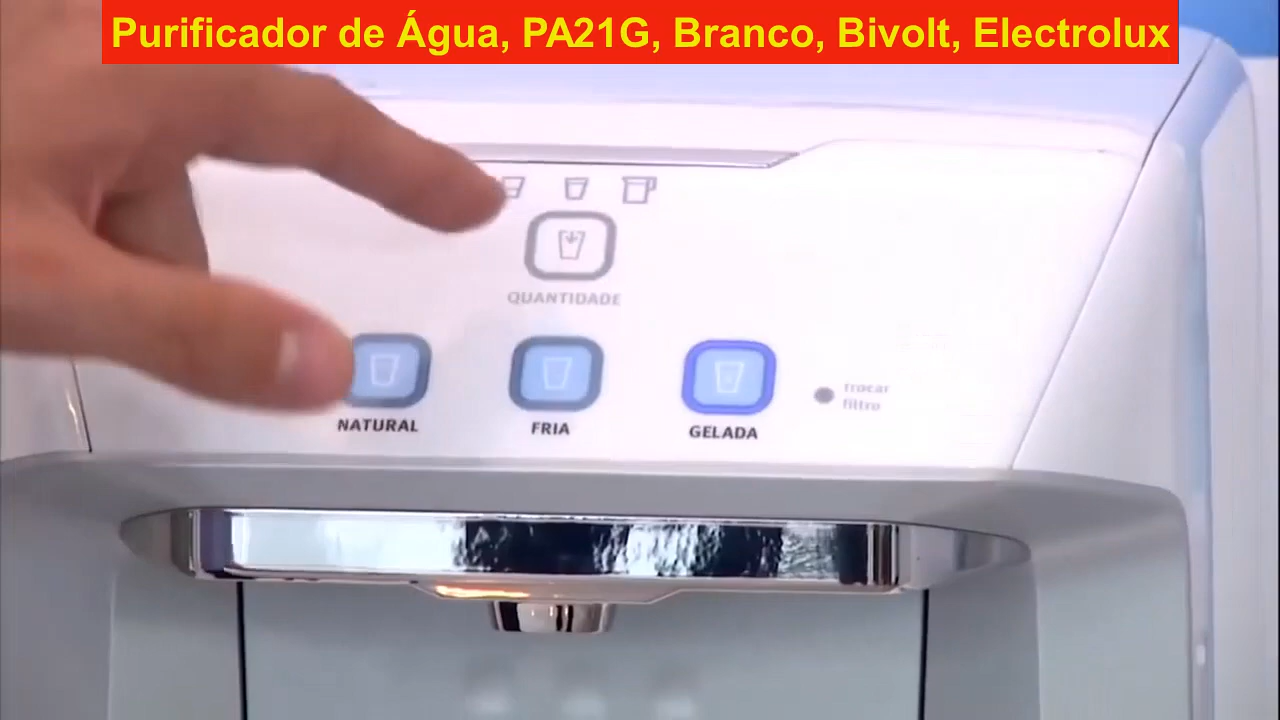 Purificador de Água, PA21G, Branco, Bivolt, Electrolux
QUANTIDADE
NATURAL
FRIA
GELADA
trocar
filtro